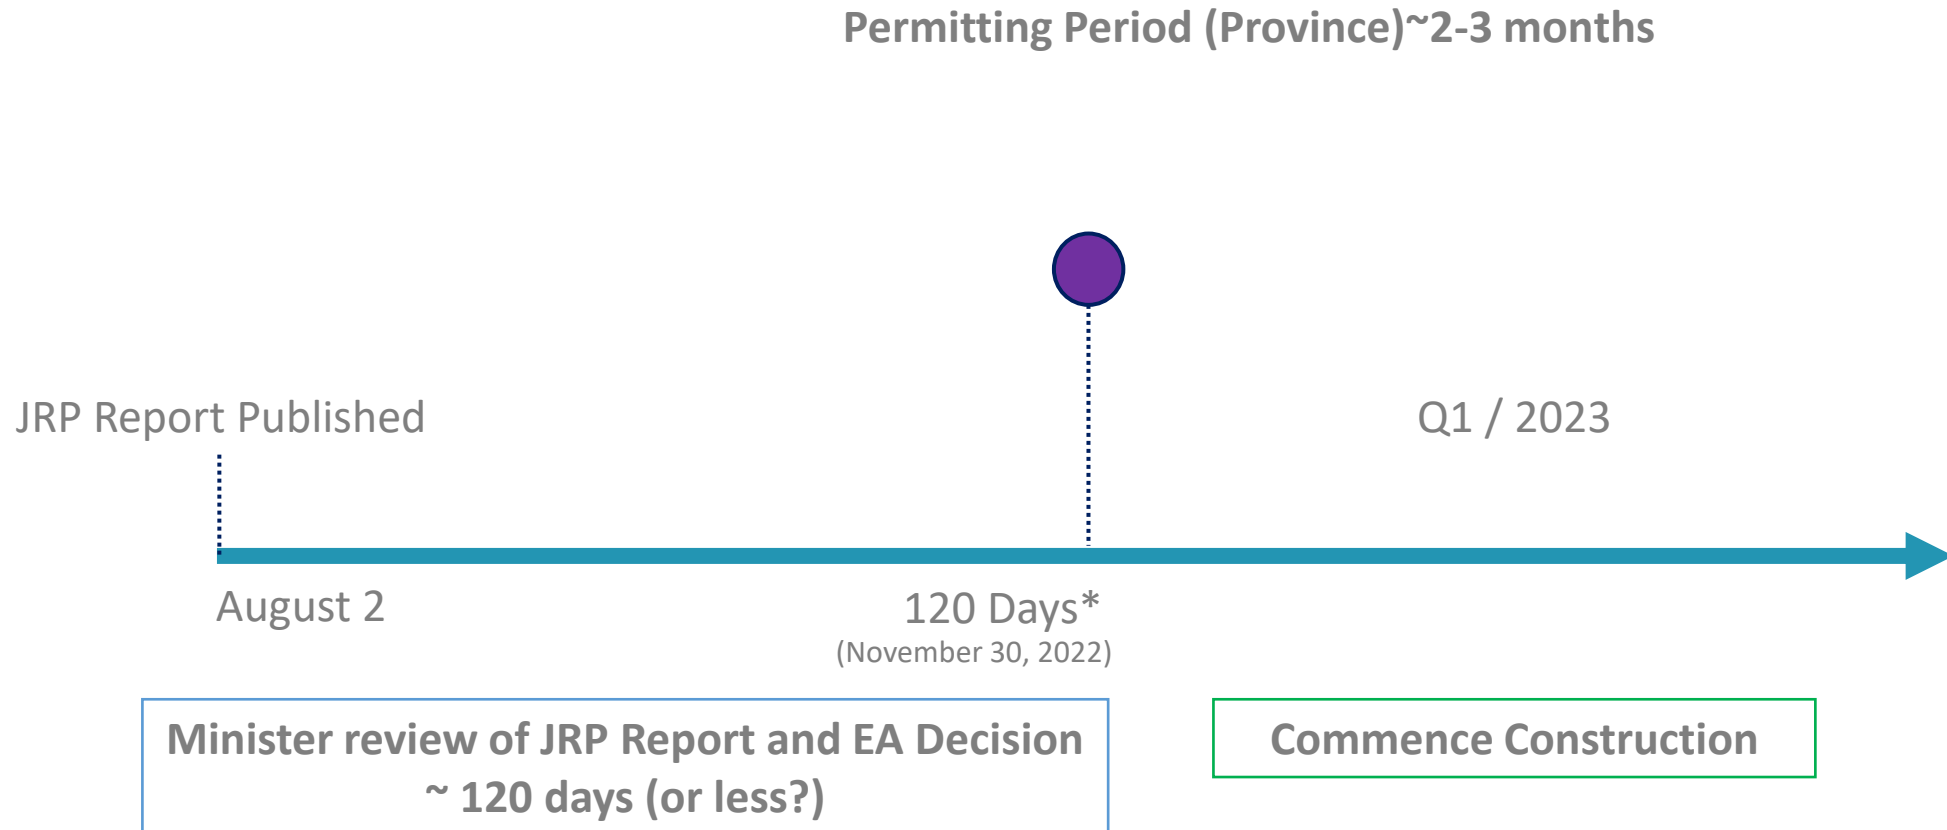 Permitting Period (Province)~2-3 months
JRP Report Published
Q1 / 2023
August 2
120 Days*
(November 30, 2022)
Minister review of JRP Report and EA Decision
~ 120 days (or less?)
Commence Construction